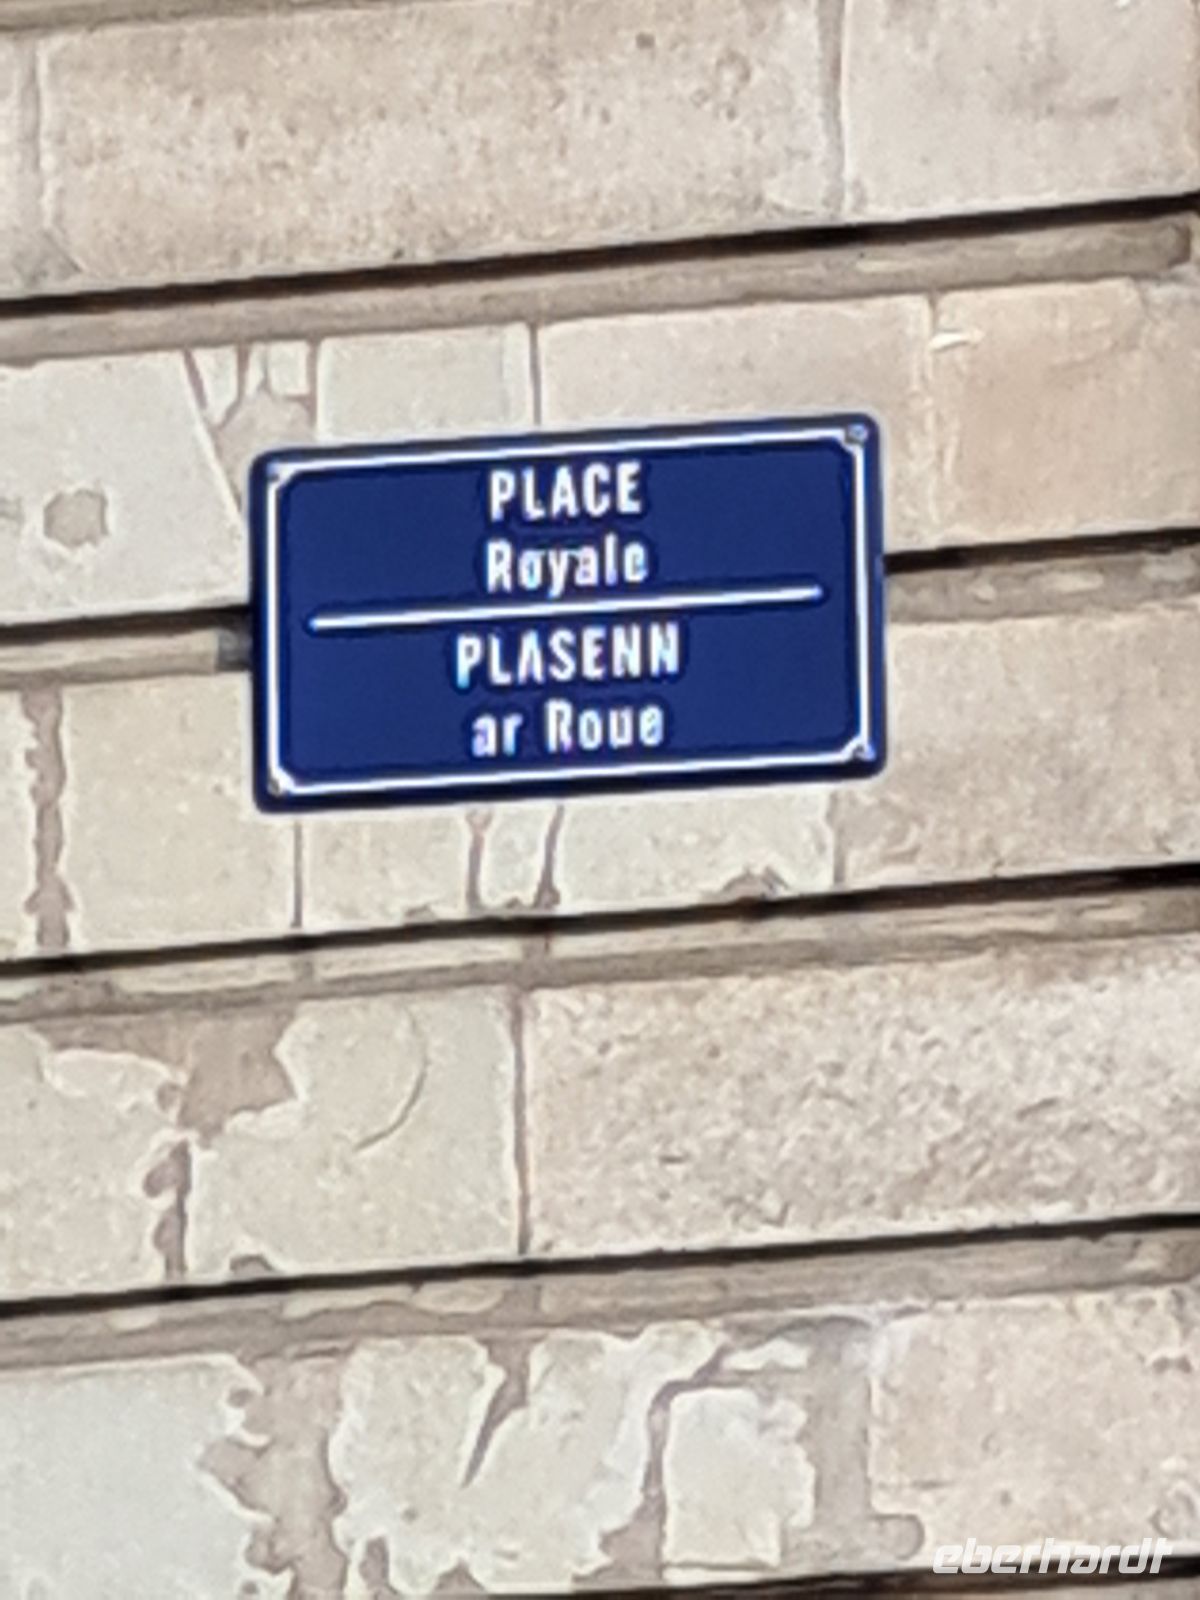 PLACE
Royale
PLASENN
ar Roue
eberhardt